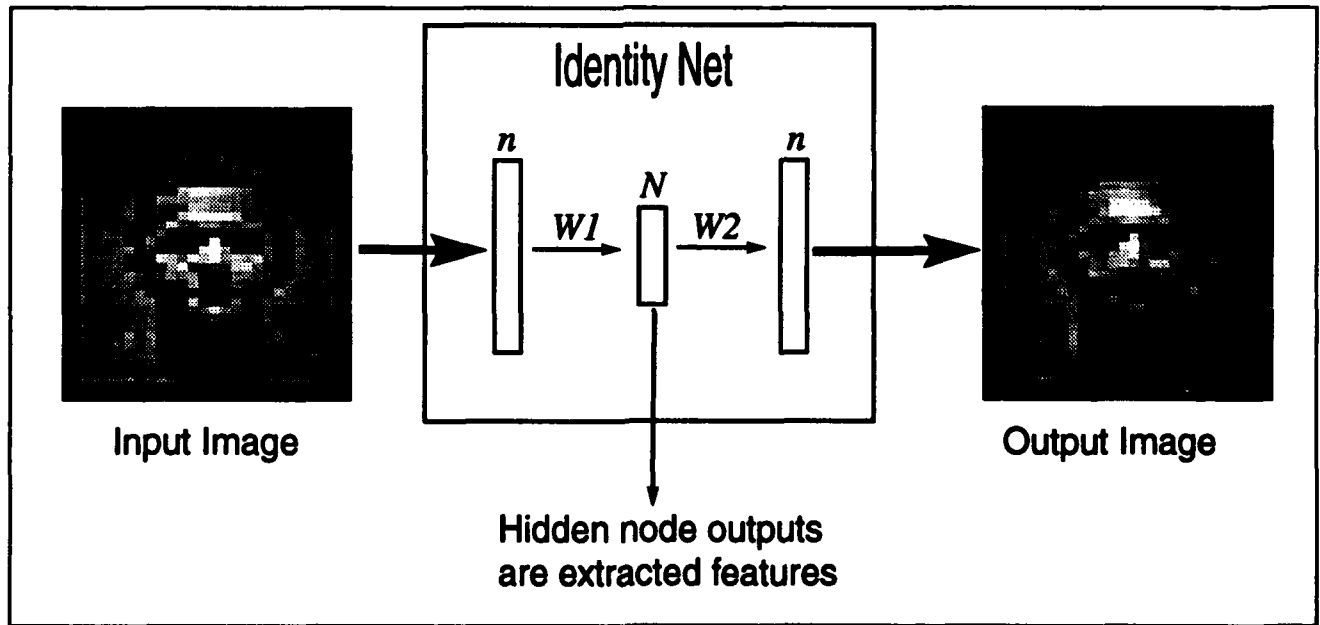 Identity Net
n
n
N
W1
W2
Input Image
Output Image
Hidden node outputs
are extracted features